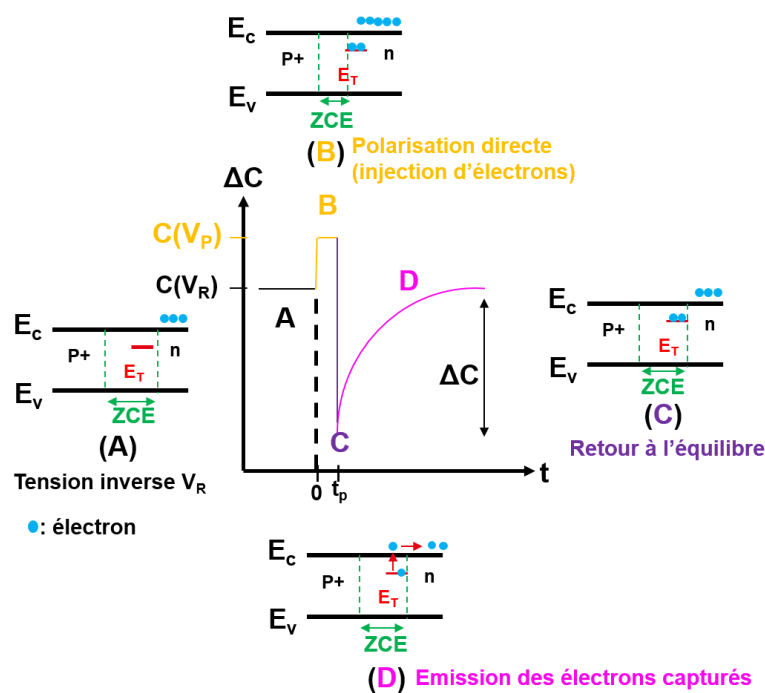 Ec
P+
n
ET
Ev
ZCE
(B) Polarisation directe
(injection d'électrons)
ΔC
B
C(VP)
C(VR)
D
A
ΔC
C
0
tp
t
Ec
P+
n
ET
Ev
ZCE
(A)
Tension inverse VR
: électron
Ec
P+
n
ET
Ev
ZCE
(C)
Retour à l'équilibre
Ec
P+
n
ET
Ev
ZCE
(D) Emission des électrons capturés